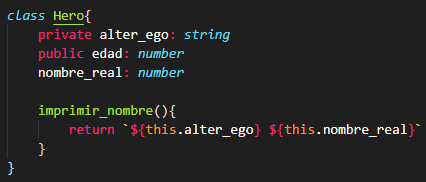 class Hero{
    private alter_ego: string
    public edad: number
    nombre_real: number

    imprimir_nombre(){
        return `${this.alter_ego} ${this.nombre_real}`
    }
}